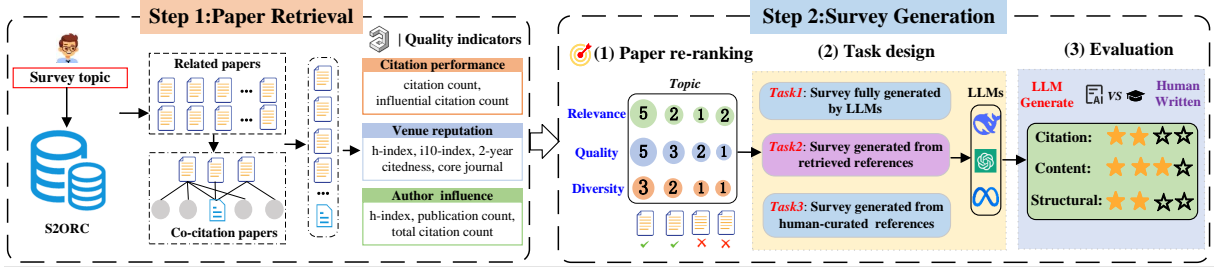 Step 1:Paper Retrieval
Survey topic
S2ORC
Related papers
...
...
Co-citation papers
...
| Quality indicators
Citation performance
citation count,
influential citation count
Venue reputation
h-index, i10-index, 2-year
citedness, core journal
Author influence
h-index, publication count,
total citation count
Step 2:Survey Generation
(1) Paper re-ranking
Topic
Relevance 5 2 1 2
Quality 5 3 2 1
Diversity 3 2 1 1
(2) Task design
Task1: Survey fully generated
by LLMs
Task2: Survey generated from
retrieved references
Task3: Survey generated from
human-curated references
LLMs
(3) Evaluation
LLM
Generate
AI
VS
Human
Written
Citation:
Content:
Structural: